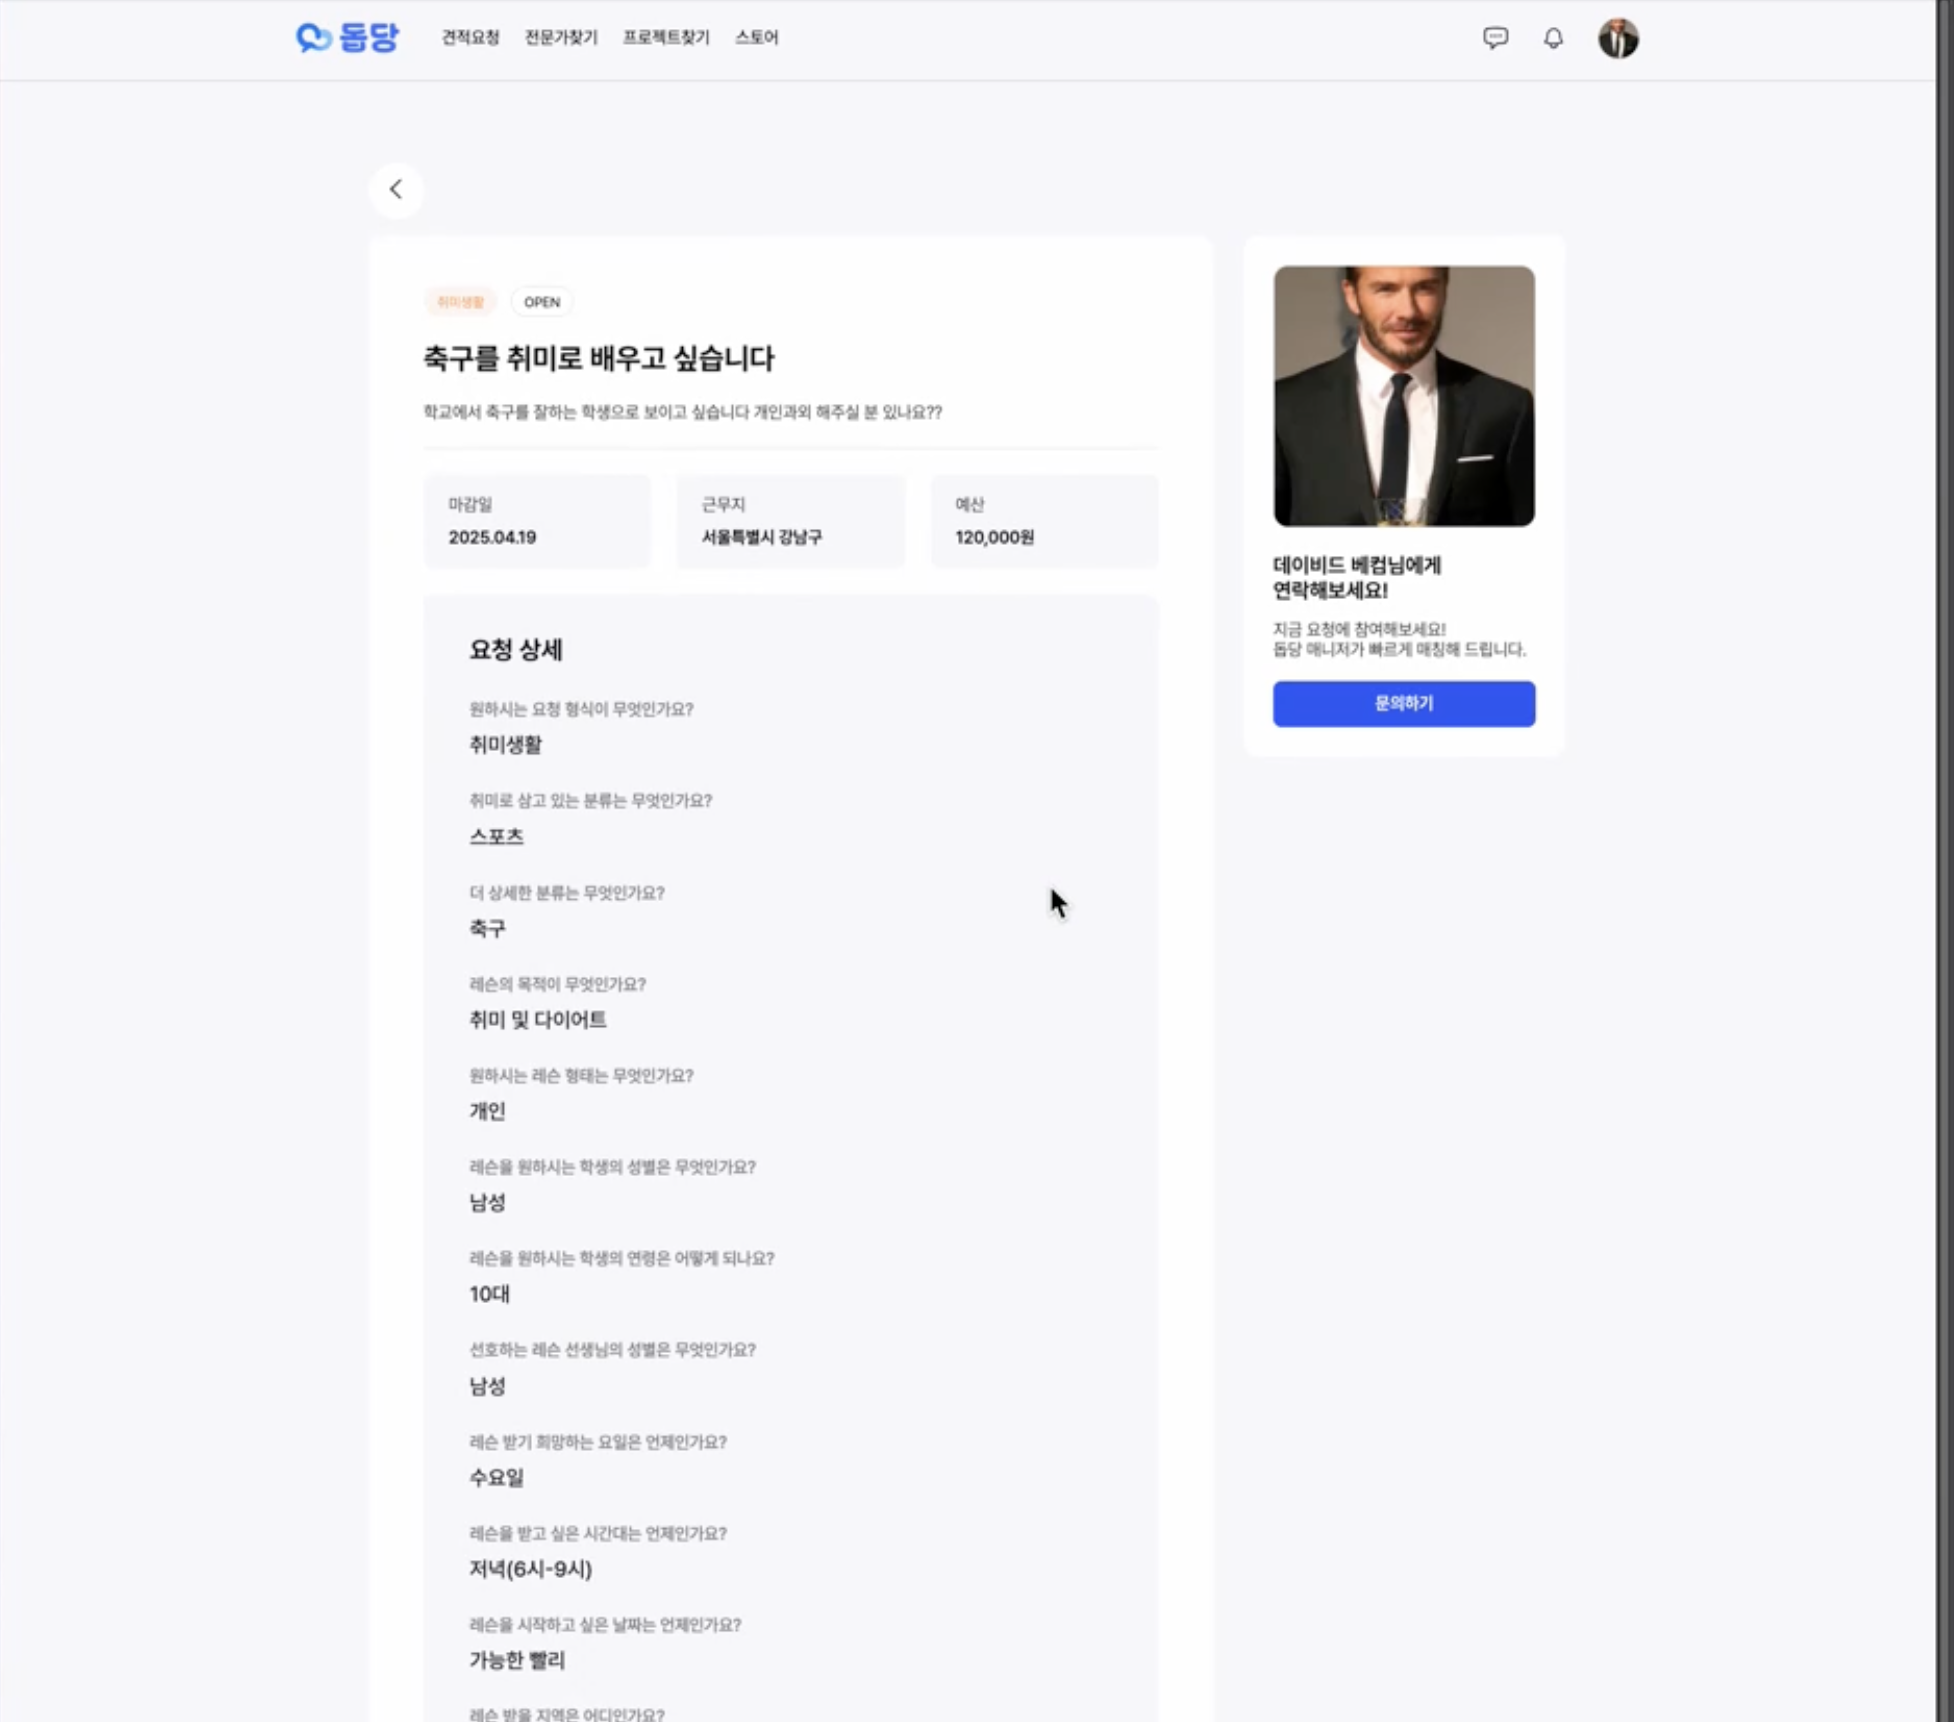 돕당
견적요청 전문가찾기 프로젝트찾기 스토어
취미생활 OPEN
축구를 취미로 배우고 싶습니다
학교에서 축구를 잘하는 학생으로 보이고 싶습니다 개인과외 해주실 분 있나요??
마감일
2025.04.19
근무지
서울특별시 강남구
예산
120,000원
요청 상세
원하시는 요청 형식이 무엇인가요?
취미생활
취미로 삼고 있는 분류는 무엇인가요?
스포츠
더 상세한 분류는 무엇인가요?
축구
레슨의 목적이 무엇인가요?
취미 및 다이어트
원하시는 레슨 형태는 무엇인가요?
개인
레슨을 원하시는 학생의 성별은 무엇인가요?
남성
레슨을 원하시는 학생의 연령은 어떻게 되나요?
10대
선호하는 레슨 선생님의 성별은 무엇인가요?
남성
레슨 받기 희망하는 요일은 언제인가요?
수요일
레슨을 받고 싶은 시간대는 언제인가요?
저녁(6시-9시)
레슨을 시작하고 싶은 날짜는 언제인가요?
가능한 빨리
레슨 받을 지역은 어디인가요?
데이비드 베컴님에게
연락해보세요!
지금 요청에 참여해보세요!
돕당 매니저가 빠르게 매칭해 드립니다.
문의하기